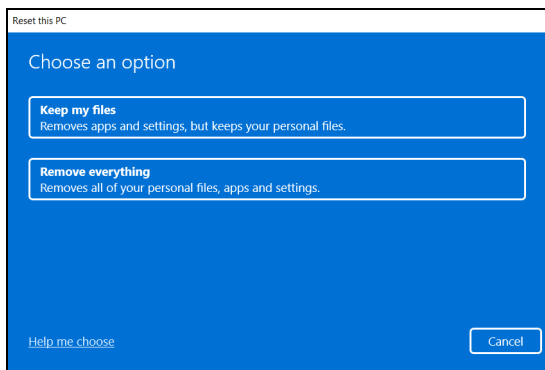 Reset this PC
Choose an option
Keep my files
Removes apps and settings, but keeps your personal files.
Remove everything
Removes all of your personal files, apps and settings.
Help me choose
Cancel